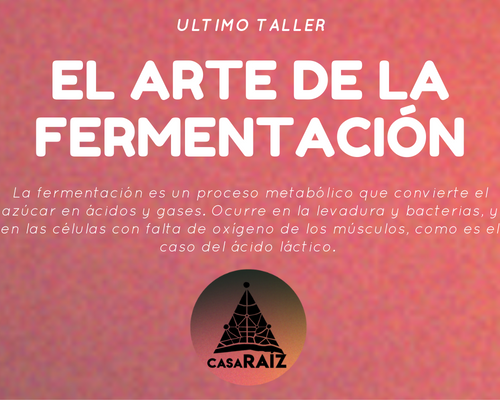 ULTIMO TALLER
EL ARTE DE LA
FERMENTACIÓN
La fermentación es un proceso metabólico que convierte el
azúcar en ácidos y gases. Ocurre en la levadura y bacterias, y
en las células con falta de oxígeno de los músculos, como es el
caso del ácido láctico.
CASARAÍZ